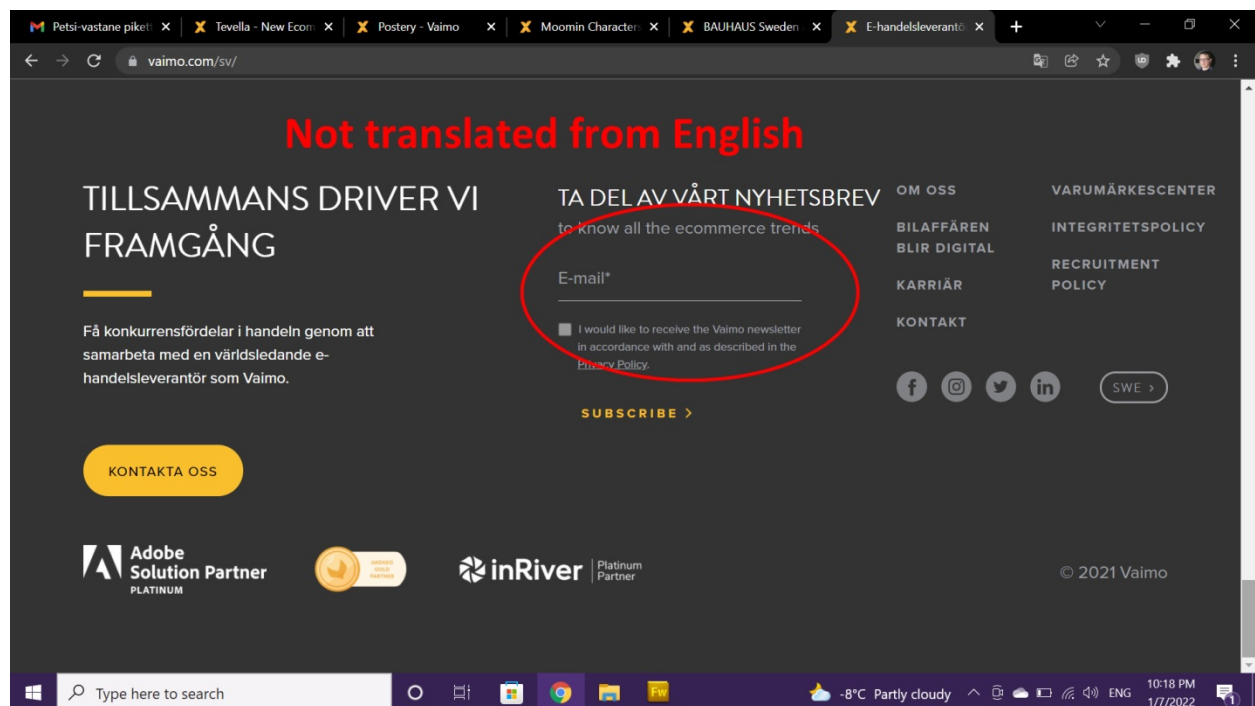 Petsi-vastane piket
Tevella - New Ecom
Postery - Vaimo
Moomin Characters
BAUHAUS Sweden
E-handelsleverantö
vaimo.com/sv/
Not translated from English
TILLSAMMANS DRIVER VI
FRAMGÅNG
Få konkurrensfördelar i handeln genom att
samarbeta med en världsledande e-
handelsleverantör som Vaimo.
KONTAKTA OSS
TA DEL AV VÅRT NYHETSBREV
to know all the ecommerce trends
E-mail*
I would like to receive the Vaimo newsletter
in accordance with and as described in the
Privacy Policy.
SUBSCRIBE >
OM OSS
BILAFFÄREN
BLIR DIGITAL
KARRIÄR
KONTAKT
VARUMÄRKESCENTER
INTEGRITETSPOLICY
RECRUITMENT
POLICY
SWE >
Adobe
Solution Partner
PLATINUM
GOLD
PARTNER
inRiver
Platinum
Partner
© 2021 Vaimo
Type here to search
Fw
-8°C Partly cloudy
ENG
10:18 PM
1/7/2022
1